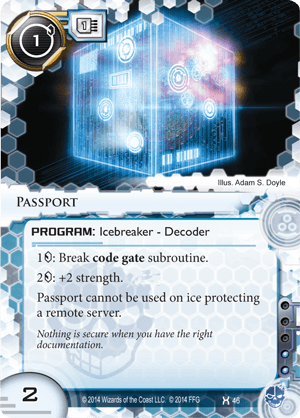 1
1
Illus. Adam S. Doyle
PASSPORT
PROGRAM: Icebreaker - Decoder
1: Break code gate subroutine.
2: +2 strength.
Passport cannot be used on ice protecting
a remote server.
Nothing is secure when you have the right
documentation.
2
© 2014 Wizards of the Coast LLC. © 2014 FFG 46